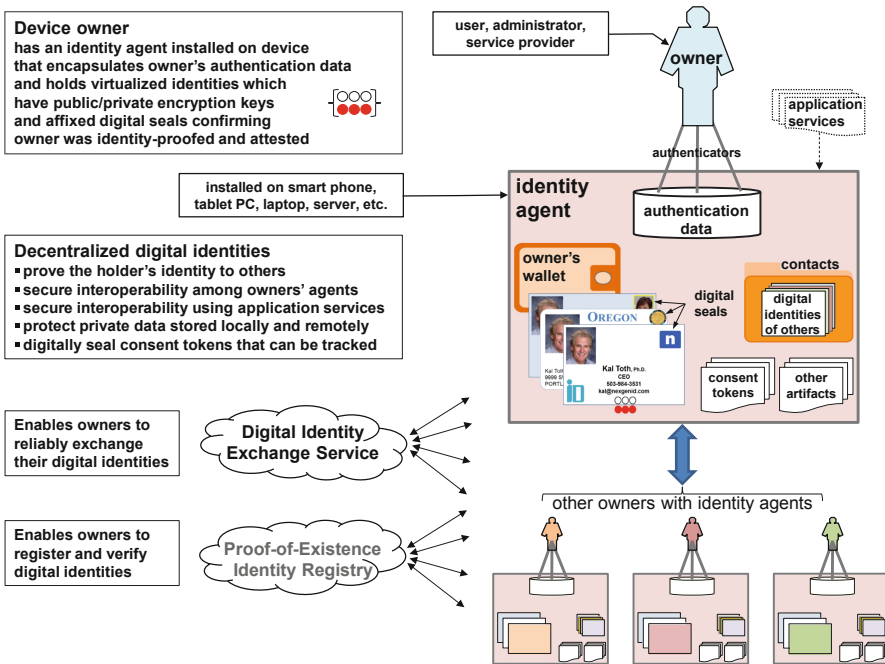 Device owner
has an identity agent installed on device
that encapsulates owner's authentication data
and holds virtualized identities which
have public/private encryption keys
and affixed digital seals confirming
owner was identity-proofed and attested
user, administrator,
service provider
owner
application
services
authenticators
installed on smart phone,
tablet PC, laptop, server, etc.
identity
agent
authentication
data
Decentralized digital identities
▪ prove the holder's identity to others
▪ secure interoperability among owners' agents
▪ secure interoperability using application services
▪ protect private data stored locally and remotely
▪ digitally seal consent tokens that can be tracked
owner's
wallet
contacts
digital
identities
of others
digital
seals
OREGON
n
Kal Toth
9999 S
PORTL
Kal Toth, Ph.D.
CEO
503-984-3531
kal@nexgenid.com
iD
consent
tokens
other
artifacts
Enables owners to
reliably exchange
their digital identities
Digital Identity
Exchange Service
other owners with identity agents
Enables owners to
register and verify
digital identities
Proof-of-Existence
Identity Registry